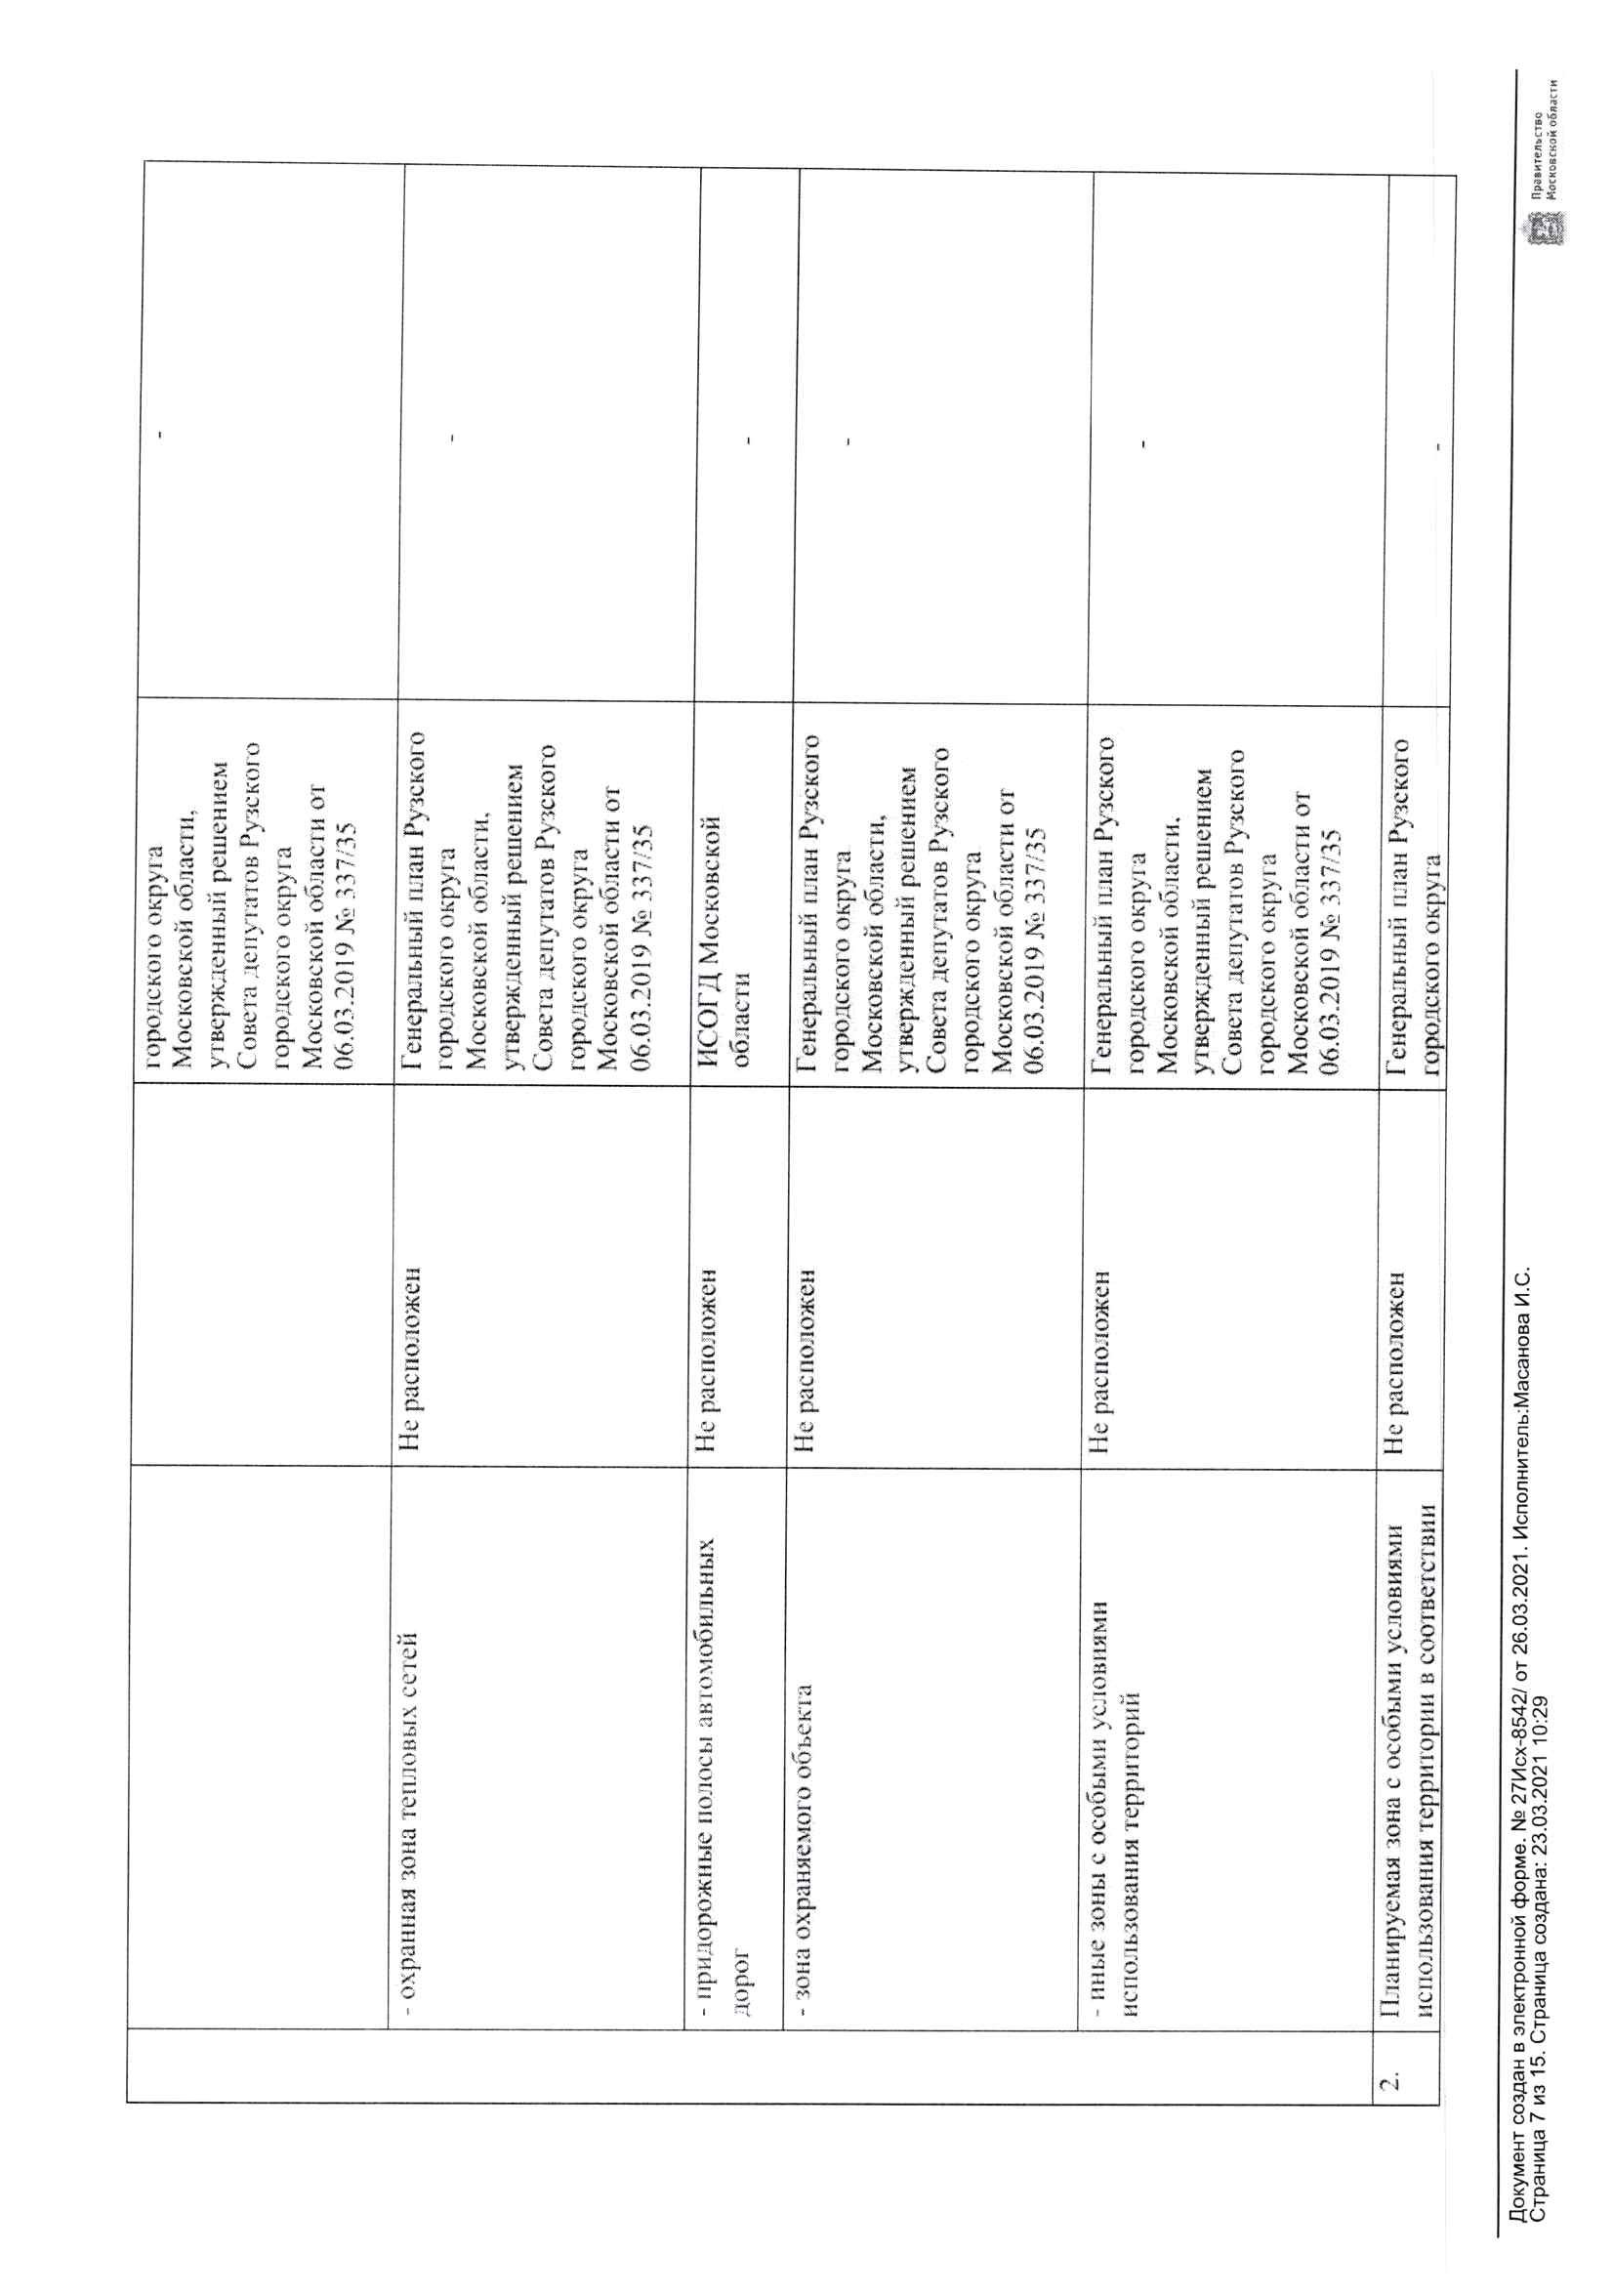 городского округа
Московской области,
утвержденный решением
Совета депутатов Рузского
городского округа
Московской области от
06.03.2019 № 337/35
-
- охранная зона тепловых сетей
Не расположен
Генеральный план Рузского
городского округа
Московской области,
утвержденный решением
Совета депутатов Рузского
городского округа
Московской области от
06.03.2019 № 337/35
-
- придорожные полосы автомобильных
дорог
Не расположен
ИСОГД Московской
области
-
- зона охраняемого объекта
Не расположен
Генеральный план Рузского
городского округа
Московской области,
утвержденный решением
Совета депутатов Рузского
городского округа
Московской области от
06.03.2019 № 337/35
-
- иные зоны с особыми условиями
использования территорий
Не расположен
Генеральный план Рузского
городского округа
Московской области,
утвержденный решением
Совета депутатов Рузского
городского округа
Московской области от
06.03.2019 № 337/35
-
2.
Планируемая зона с особыми условиями
использования территории в соответствии
Не расположен
Генеральный план Рузского
городского округа
-
Документ создан в электронной форме. № 27Исх-8542/ от 26.03.2021. Исполнитель:Масанова И.С.
Страница 7 из 15. Страница создана: 23.03.2021 10:29
Правительство
Московской области